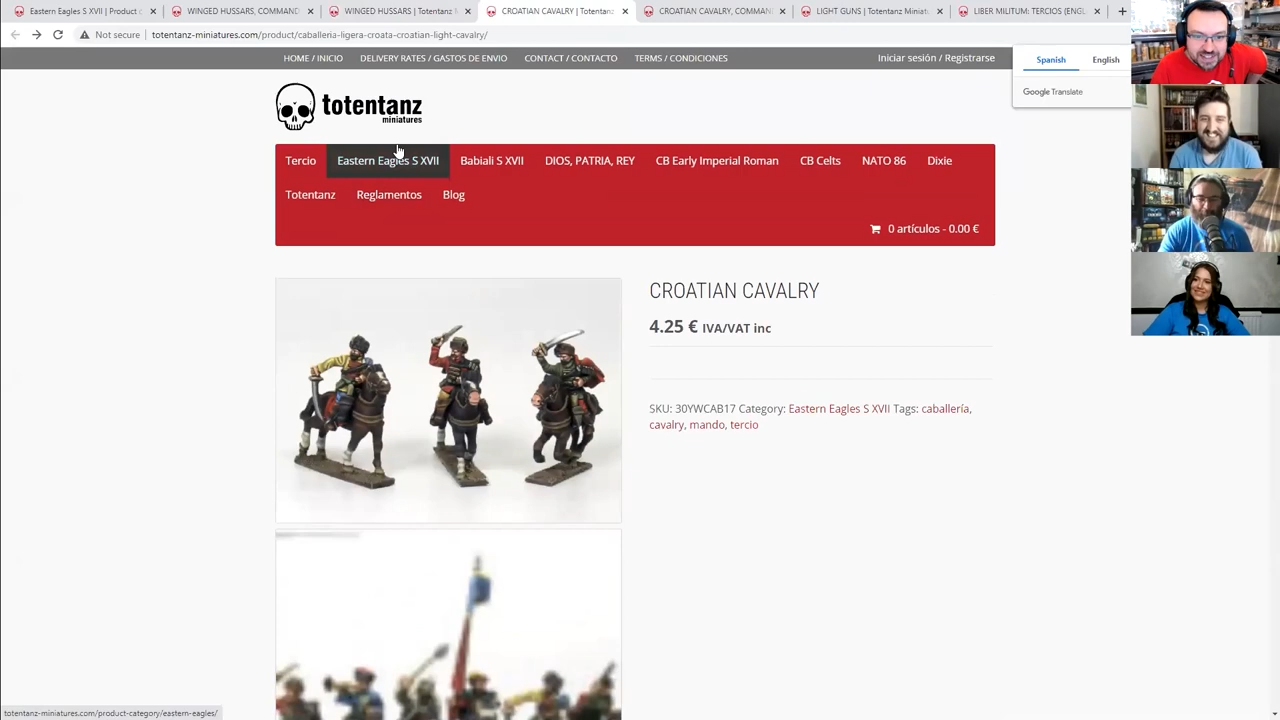 Eastern Eagles S XVII | Product c
WINGED HUSSARS, COMMAND
WINGED HUSSARS | Totentanz
CROATIAN CAVALRY | Totentanz
CROATIAN CAVALRY, COMMAN
LIGHT GUNS | Totentanz Miniatu
LIBER MILITUM: TERCIOS (ENGL
Not secure
totentanz-miniatures.com/product/caballeria-ligera-croata-croatian-
alry/
HOME / INICIO
DELIVERY RATES / GASTOS DE ENVIO
CONTACT / CONTACTO
TERMS / CONDICIONES
Iniciar sesión / Registrarse
Spanish
English
Google Translate
totentanz
miniatures
Tercio
Eastern Eagles S XVII
Babiali S XVII
DIOS, PATRIA, REY
CB Early Imperial Roman
CB Celts
NATO 86
Dixie
Totentanz
Reglamentos
Blog
0 artículos - 0.00 €
CROATIAN CAVALRY
4.25 € IVA/VAT inc
SKU: 30YWCAB17 Category: Eastern Eagles S XVII Tags: caballería,
cavalry, mando, tercio
totentanz-miniatures.com/product-category/eastern-eagles/